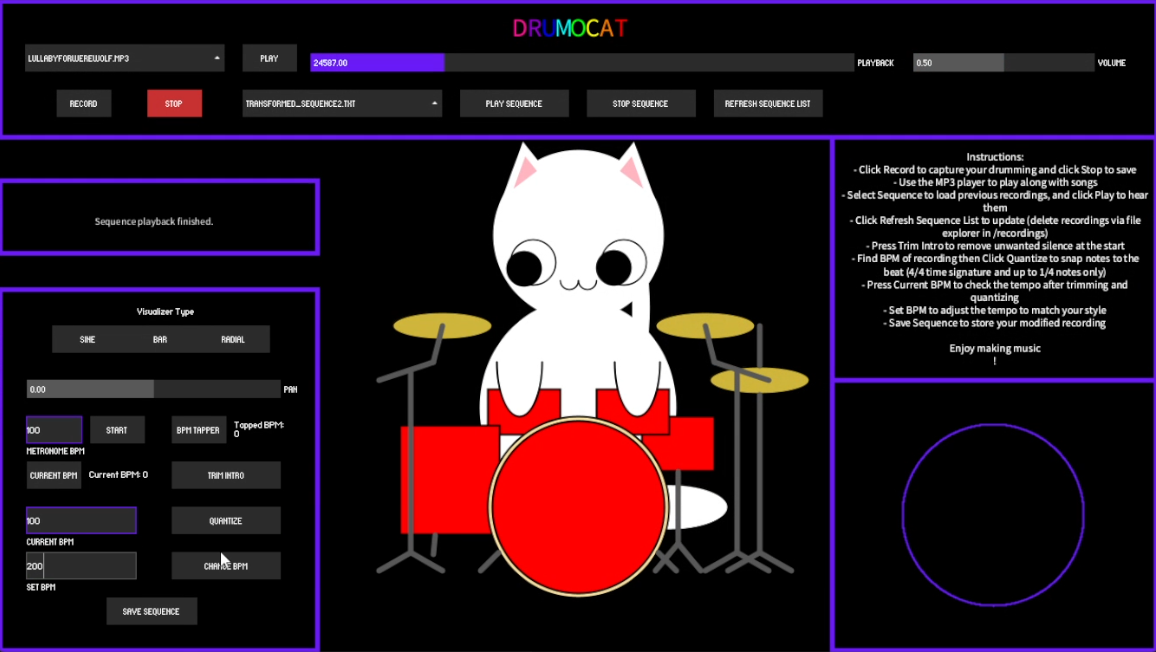 DRUMOCAT
LULLABYFORWEREWOLF.MP3
PLAY
24587.00
PLAYBACK
0.50
VOLUME
RECORD
STOP
TRANSFORMED_SEQUENCE2.TXT
PLAY SEQUENCE
STOP SEQUENCE
REFRESH SEQUENCE LIST
Sequence playback finished.
Visualizer Type
SINE
BAR
RADIAL
0.00
PAN
100
START
BPM TAPPER
Tapped BPM:
0
METRONOME BPM
CURRENT BPM
Current BPM: 0
TRIM INTRO
100
QUANTIZE
CURRENT BPM
200
CHANGE BPM
SET BPM
SAVE SEQUENCE
Instructions:
- Click Record to capture your drumming and click Stop to save
- Use the MP3 player to play along with songs
- Select Sequence to load previous recordings, and click Play to hear
them
- Click Refresh Sequence List to update (delete recordings via file
explorer in /recordings)
- Press Trim Intro to remove unwanted silence at the start
- Find BPM of recording then Click Quantize to snap notes to the
beat (4/4 time signature and up to 1/4 notes only)
- Press Current BPM to check the tempo after trimming and
quantizing
- Set BPM to adjust the tempo to match your style
- Save Sequence to store your modified recording
Enjoy making music
!